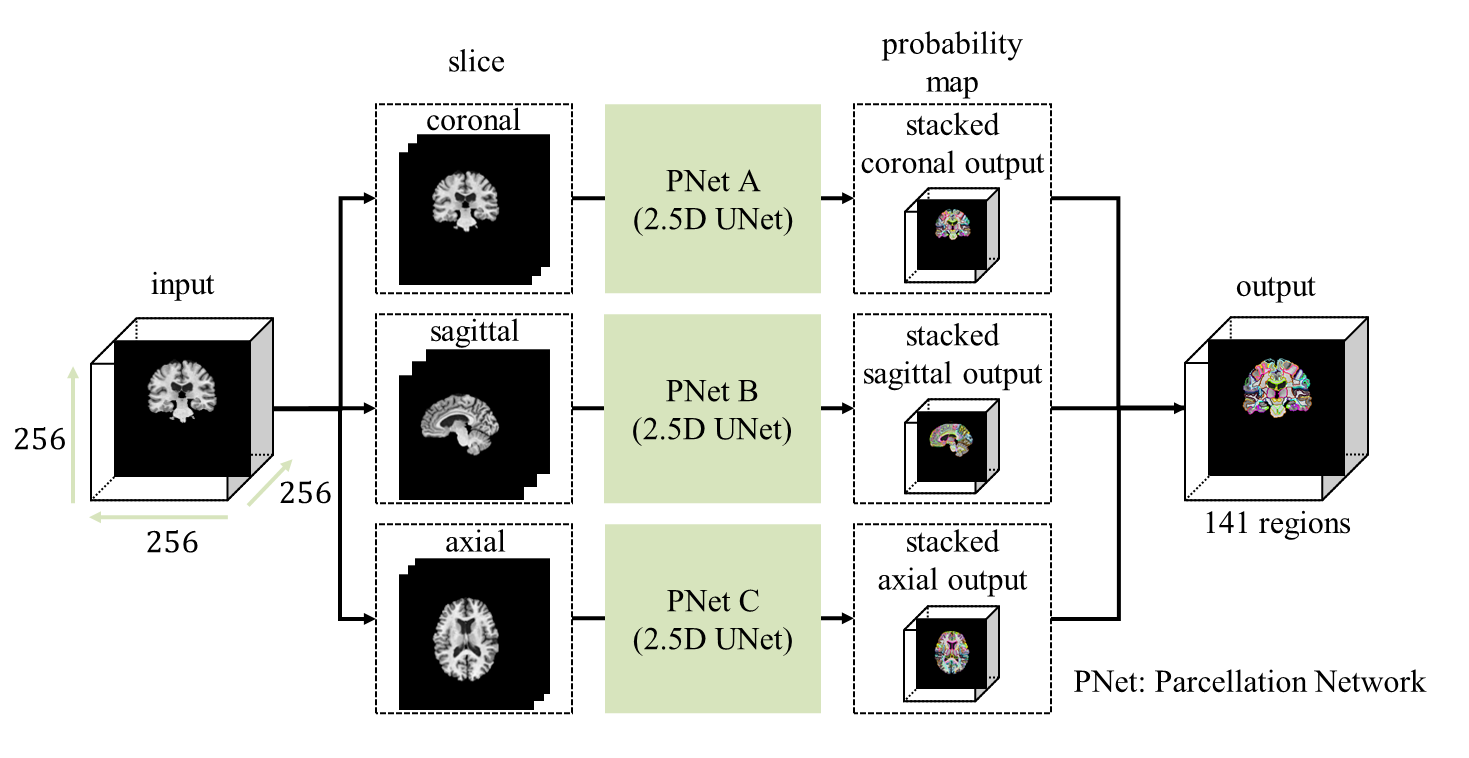 slice
probability
map
coronal
PNet A
(2.5D UNet)
stacked
coronal output
input
256
256
256
sagittal
PNet B
(2.5D UNet)
stacked
sagittal output
output
141 regions
axial
PNet C
(2.5D UNet)
stacked
axial output
PNet: Parcellation Network